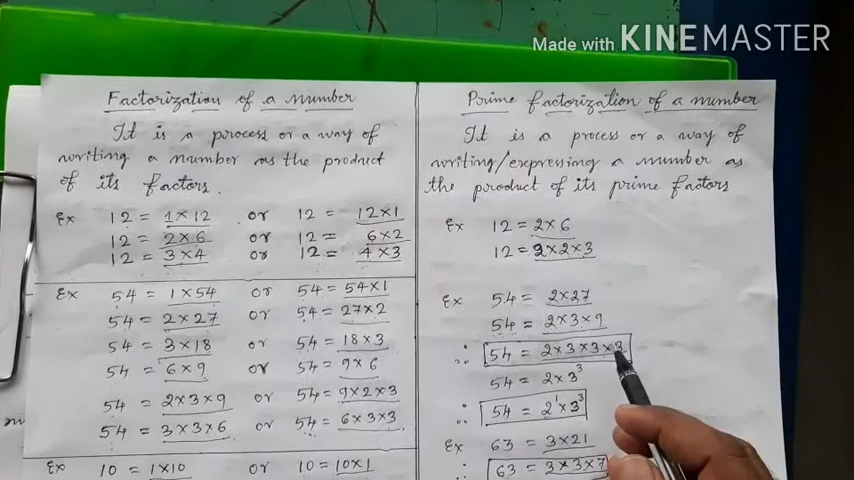 Made with KINEMASTER
Factorization of a number
It is a process or a way of
writing a number as the product
of its factors.
Ex 12 = 1×12 or 12 = 12×1
12 = 2×6 or 12 = 6×2
12 = 3×4 or 12 = 4×3
Ex 54 = 1×54 or 54 = 54×1
54 = 2×27 or 54 = 27×2
54 = 3×18 or 54 = 18×3
54 = 6×9 or 54 = 9×6
54 = 2×3×9 or 54 = 9×2×3
54 = 3×3×6 or 54 = 6×3×3
Ex 10 = 1×10 or 10 = 10×1
Prime factorization of a number
It is a process or a way of
writing/expressing a number as
the product of its prime factors
Ex 12 = 2×6
12 = 2×2×3
Ex 54 = 2×27
54 = 2×3×9
∴ 54 = 2×3×3×3
54 = 2×3³
∴ 54 = 2¹×3³
Ex 63 = 3×21
∴ 63 = 3×3×7